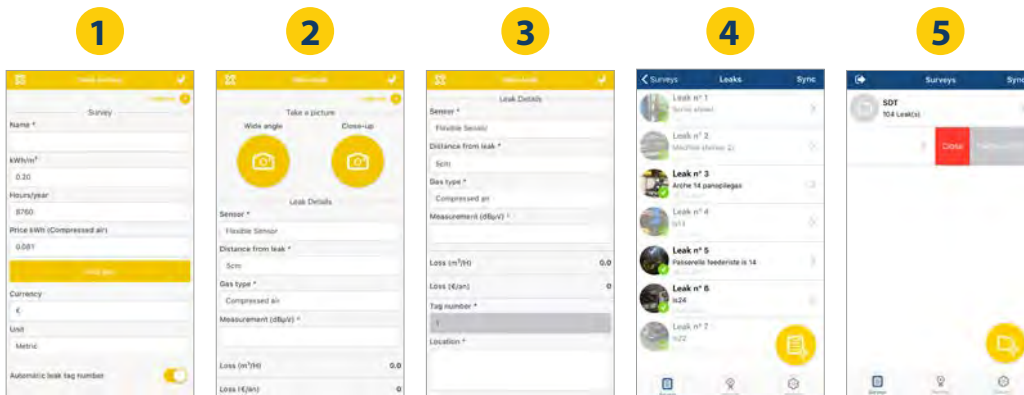 1
2
3
4
5
Survey
Name *
kWh/m³
0.20
Hours/year
8760
Price kWh (Compressed air)
0.081
Currency
€
Unit
Metric
Automatic leak tag number
Take a picture
Wide angle
Close-up
Leak Details
Sensor *
Flexible Sensor
Distance from leak *
5cm
Gas type *
Compressed air
Measurement (dBµV) *
Loss (m³/H)
0.0
Loss (€/an)
0
Leak Details
Sensor *
Flexible Sensor
Distance from leak *
5cm
Gas type *
Compressed air
Measurement (dBµV) *
Loss (m³/H)
0.0
Loss (€/an)
0
Tag number *
1
Location *
Surveys
Leaks
Sync
Leak n° 1
Leak n° 2
Leak n° 3
Arche 14 panopliegas
Leak n° 4
is13
Leak n° 5
Passerelle feederiste is 14
Leak n° 6
is24
Leak n° 7
is22
Surveys
Sync
SDT
104 Leak(s)
Close